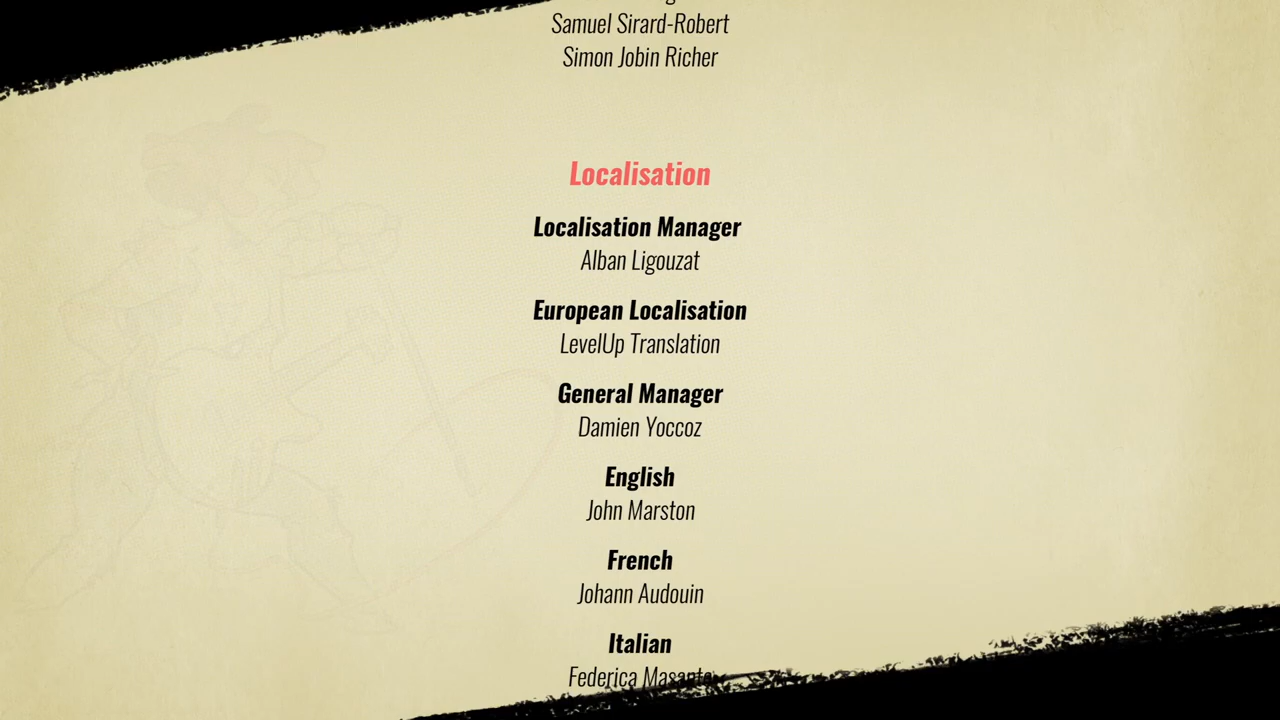 Samuel Sirard-Robert
Simon Jobin Richer
Localisation
Localisation Manager
Alban Ligouzat
European Localisation
LevelUp Translation
General Manager
Damien Yoccoz
English
John Marston
French
Johann Audouin
Italian
Federica